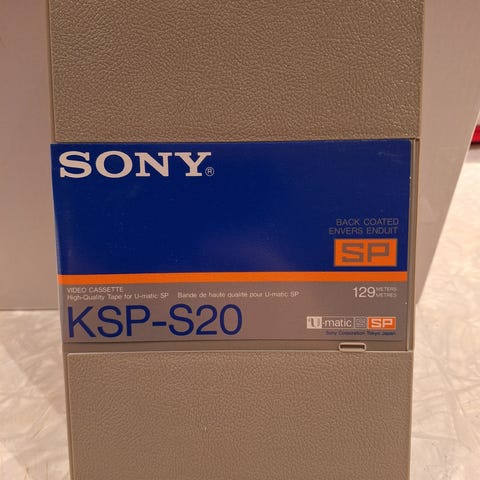 SONY®
BACK COATED
ENVERS ENDUIT
SP
VIDEO CASSETTE
High-Quality Tape for U-matic SP Bande de haute qualité pour U-matic SP
129 METERS
METRES
KSP-S20
U-matic S SP
Sony Corporation Tokyo Japan